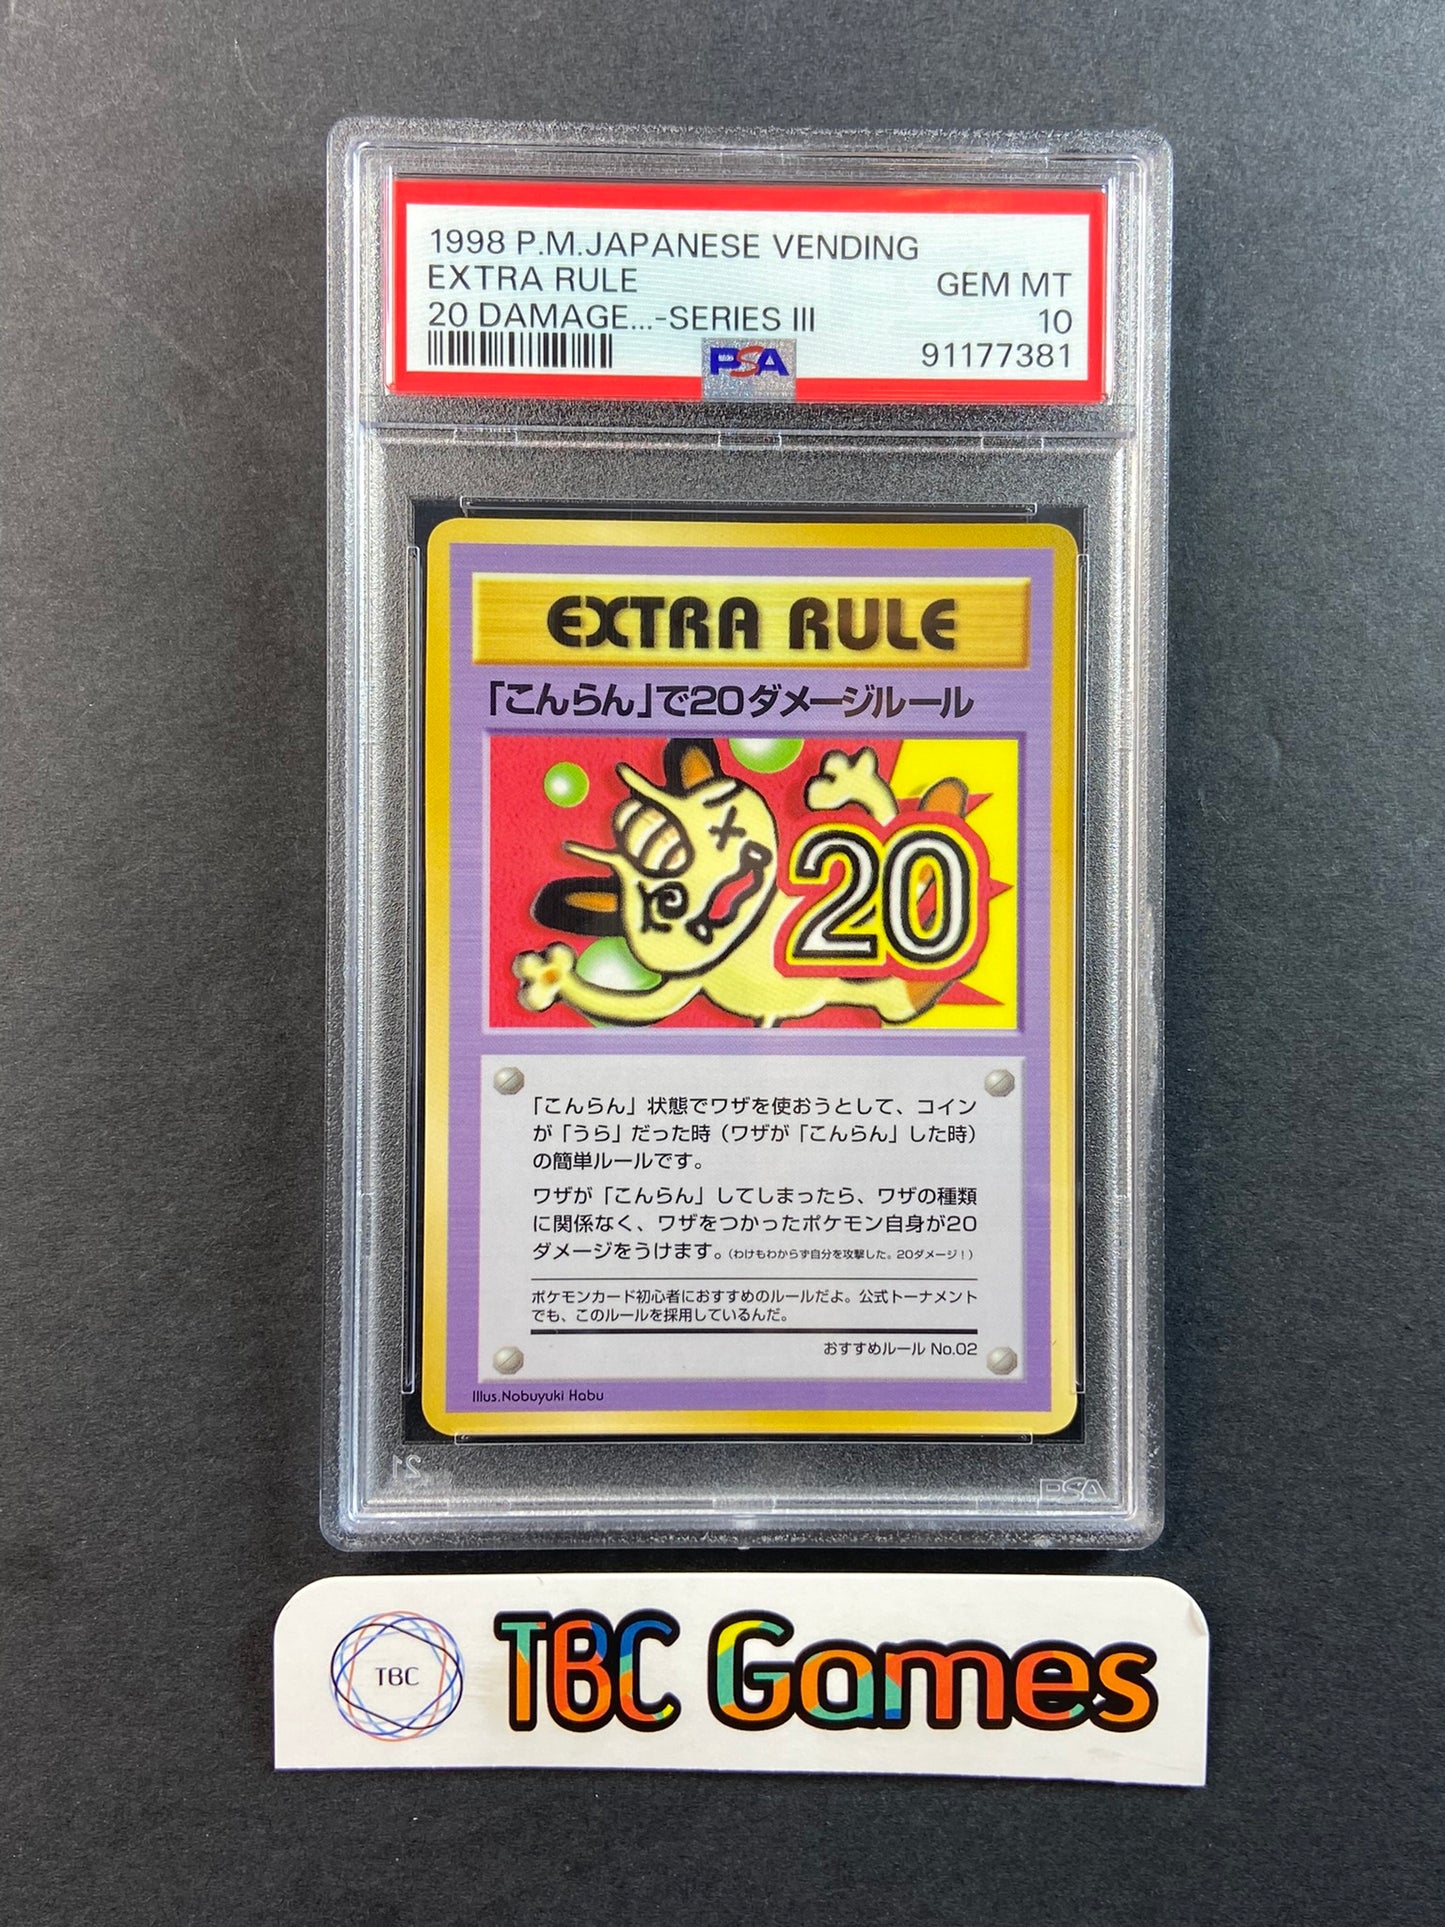 1998 P.M.JAPANESE VENDING
EXTRA RULE
GEM MT
20 DAMAGE...-SERIES III
10
PSA
91177381
EXTRA RULE
「こんらん」で20ダメージルール
20
「こんらん」状態でワザを使おうとして、コイン
が「うら」だった時(ワザが「こんらん」した時)
の簡単ルールです。
ワザが「こんらん」してしまったら、ワザの種類
に関係なく、ワザをつかったポケモン自身が20
ダメージをうけます。(わけもわからず自分を攻撃した。20ダメージ!)
ポケモンカード初心者におすすめのルールだよ。公式トーナメント
でも、このルールを採用しているんだ。
おすすめルール No.02
Illus.Nobuyuki Habu
21
PSA
TBC
TBC Games